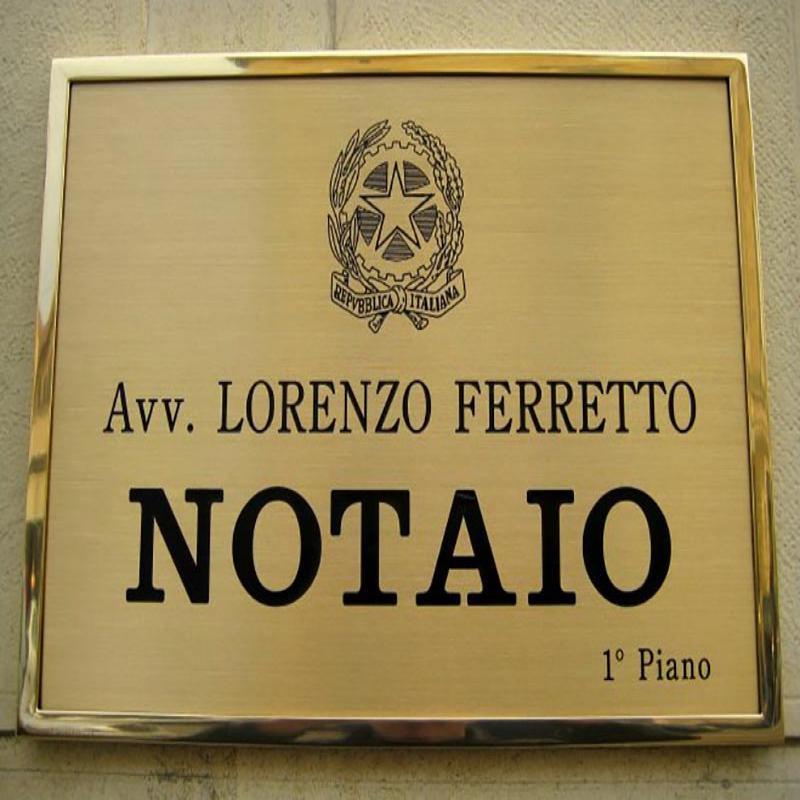 REPVBBLICA ITALIANA
Avv. LORENZO FERRETTO
NOTAIO
1° Piano